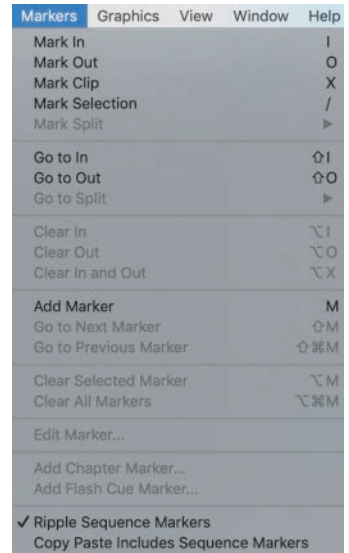 Markers Graphics View Window Help
Mark In I
Mark Out O
Mark Clip X
Mark Selection /
Mark Split ▶
Go to In ⇧I
Go to Out ⇧O
Go to Split ▶
Clear In ⌥I
Clear Out ⌥O
Clear In and Out ⌥X
Add Marker M
Go to Next Marker ⇧M
Go to Previous Marker ⇧⌘M
Clear Selected Marker ⌥M
Clear All Markers ⌥⌘M
Edit Marker...
Add Chapter Marker...
Add Flash Cue Marker...
✓ Ripple Sequence Markers
Copy Paste Includes Sequence Markers